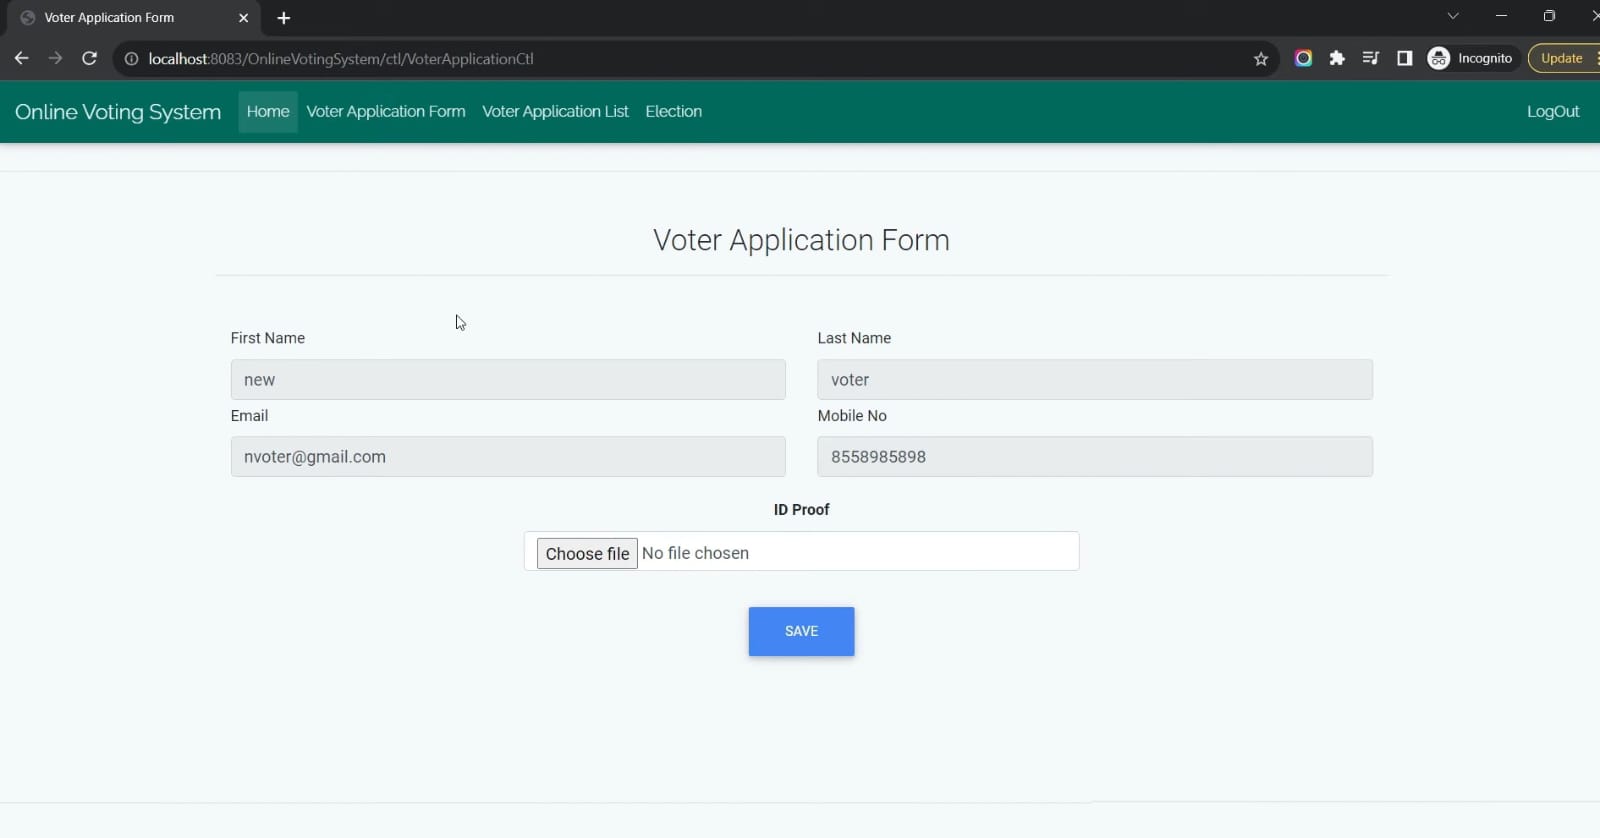 Voter Application Form
localhost:8083/OnlineVotingSystem/ctl/VoterApplicationCtl
Incognito
Update
Online Voting System Home Voter Application Form Voter Application List Election LogOut
Voter Application Form
First Name Last Name
new voter
Email Mobile No
nvoter@gmail.com 8558985898
ID Proof
Choose file No file chosen
SAVE